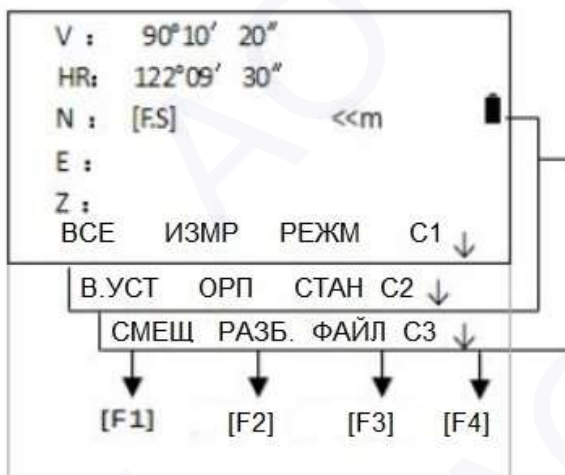 V : 90°10′ 20″
HR: 122°09′ 30″
N : [F.S] <<m
E :
Z :
ВСЕ ИЗМР РЕЖМ С1 ↓
В.УСТ ОРП СТАН С2 ↓
СМЕЩ РАЗБ. ФАЙЛ С3 ↓
[F1] [F2] [F3] [F4]